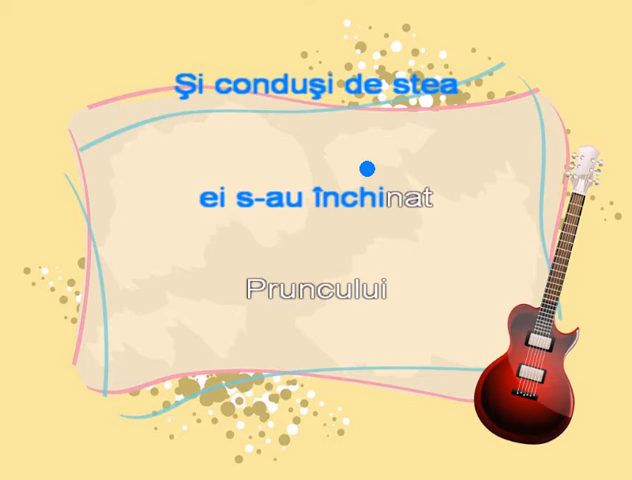 Şi conduşi de stea
ei s-au închinat
Pruncului